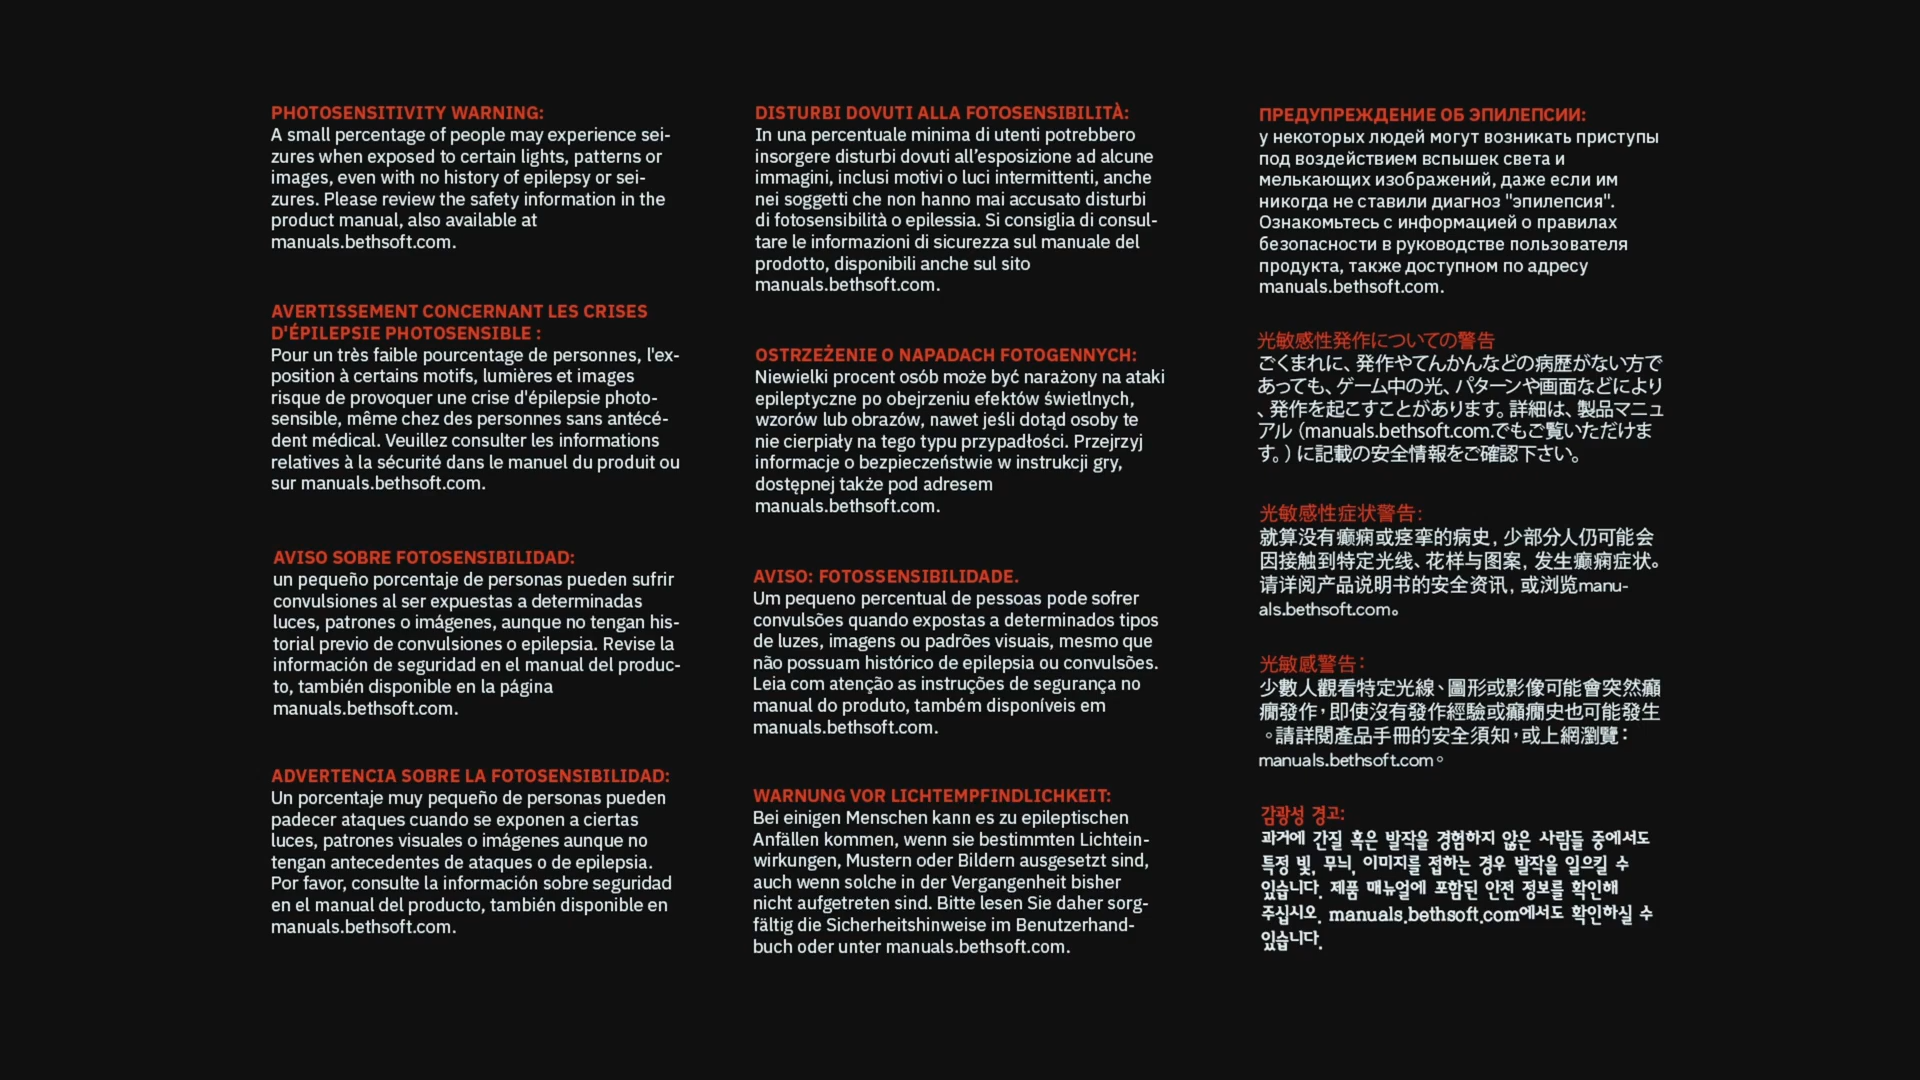 PHOTOSENSITIVITY WARNING:
A small percentage of people may experience sei-
zures when exposed to certain lights, patterns or
images, even with no history of epilepsy or sei-
zures. Please review the safety information in the
product manual, also available at
manuals.bethsoft.com.
AVERTISSEMENT CONCERNANT LES CRISES
D'ÉPILEPSIE PHOTOSENSIBLE :
Pour un très faible pourcentage de personnes, l'ex-
position à certains motifs, lumières et images
risque de provoquer une crise d'épilepsie photo-
sensible, même chez des personnes sans antécé-
dent médical. Veuillez consulter les informations
relatives à la sécurité dans le manuel du produit ou
sur manuals.bethsoft.com.
AVISO SOBRE FOTOSENSIBILIDAD:
un pequeño porcentaje de personas pueden sufrir
convulsiones al ser expuestas a determinadas
luces, patrones o imágenes, aunque no tengan his-
torial previo de convulsiones o epilepsia. Revise la
información de seguridad en el manual del produc-
to, también disponible en la página
manuals.bethsoft.com.
ADVERTENCIA SOBRE LA FOTOSENSIBILIDAD:
Un porcentaje muy pequeño de personas pueden
padecer ataques cuando se exponen a ciertas
luces, patrones visuales o imágenes aunque no
tengan antecedentes de ataques o de epilepsia.
Por favor, consulte la información sobre seguridad
en el manual del producto, también disponible en
manuals.bethsoft.com.
DISTURBI DOVUTI ALLA FOTOSENSIBILITÀ:
In una percentuale minima di utenti potrebbero
insorgere disturbi dovuti all’esposizione ad alcune
immagini, inclusi motivi o luci intermittenti, anche
nei soggetti che non hanno mai accusato disturbi
di fotosensibilità o epilessia. Si consiglia di consul-
tare le informazioni di sicurezza sul manuale del
prodotto, disponibili anche sul sito
manuals.bethsoft.com.
OSTRZEŻENIE O NAPADACH FOTOGENNYCH:
Niewielki procent osób może być narażony na ataki
epileptyczne po obejrzeniu efektów świetlnych,
wzorów lub obrazów, nawet jeśli dotąd osoby te
nie cierpiały na tego typu przypadłości. Przejrzyj
informacje o bezpieczeństwie w instrukcji gry,
dostępnej także pod adresem
manuals.bethsoft.com.
AVISO: FOTOSSENSIBILIDADE.
Um pequeno percentual de pessoas pode sofrer
convulsões quando expostas a determinados tipos
de luzes, imagens ou padrões visuais, mesmo que
não possuam histórico de epilepsia ou convulsões.
Leia com atenção as instruções de segurança no
manual do produto, também disponíveis em
manuals.bethsoft.com.
WARNUNG VOR LICHTEMPFINDLICHKEIT:
Bei einigen Menschen kann es zu epileptischen
Anfällen kommen, wenn sie bestimmten Lichtein-
wirkungen, Mustern oder Bildern ausgesetzt sind,
auch wenn solche in der Vergangenheit bisher
nicht aufgetreten sind. Bitte lesen Sie daher sorg-
fältig die Sicherheitshinweise im Benutzerhand-
buch oder unter manuals.bethsoft.com.
ПРЕДУПРЕЖДЕНИЕ ОБ ЭПИЛЕПСИИ:
у некоторых людей могут возникать приступы
под воздействием вспышек света и
мелькающих изображений, даже если им
никогда не ставили диагноз "эпилепсия".
Ознакомьтесь с информацией о правилах
безопасности в руководстве пользователя
продукта, также доступном по адресу
manuals.bethsoft.com.
光敏感性発作についての警告
ごくまれに、発作やてんかんなどの病歴がない方で
あっても、ゲーム中の光、パターンや画面などにより
、発作を起こすことがあります。詳細は、製品マニュ
アル（manuals.bethsoft.com.でもご覧いただけま
す。）に記載の安全情報をご確認下さい。
光敏感性症状警告：
就算没有癫痫或痉挛的病史，少部分人仍可能会
因接触到特定光线、花样与图案，发生癫痫症状。
请详阅产品说明书的安全资讯，或浏览manu-
als.bethsoft.com。
光敏感警告：
少數人觀看特定光線、圖形或影像可能會突然癲
癇發作，即使沒有發作經驗或癲癇史也可能發生
。請詳閱產品手冊的安全須知，或上網瀏覽：
manuals.bethsoft.com。
감광성 경고:
과거에 간질 혹은 발작을 경험하지 않은 사람들 중에서도
특정 빛, 무늬, 이미지를 접하는 경우 발작을 일으킬 수
있습니다. 제품 매뉴얼에 포함된 안전 정보를 확인해
주십시오. manuals.bethsoft.com에서도 확인하실 수
있습니다.